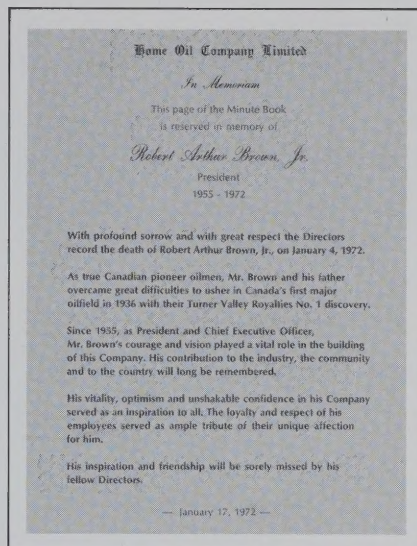 Home Oil Company Limited
In Memoriam
This page of the Minute Book
is reserved in memory of
Robert Arthur Brown, Jr.
President
1955 - 1972
With profound sorrow and with great respect the Directors
record the death of Robert Arthur Brown, Jr., on January 4, 1972.
As true Canadian pioneer oilmen, Mr. Brown and his father
overcame great difficulties to usher in Canada's first major
oilfield in 1936 with their Turner Valley Royalties No. 1 discovery.
Since 1955, as President and Chief Executive Officer,
Mr. Brown's courage and vision played a vital role in the building
of this Company. His contribution to the industry, the community
and to the country will long be remembered.
His vitality, optimism and unshakable confidence in his Company
served as an inspiration to all. The loyalty and respect of his
employees served as ample tribute of their unique affection
for him.
His inspiration and friendship will be sorely missed by his
fellow Directors.
— January 17, 1972 —